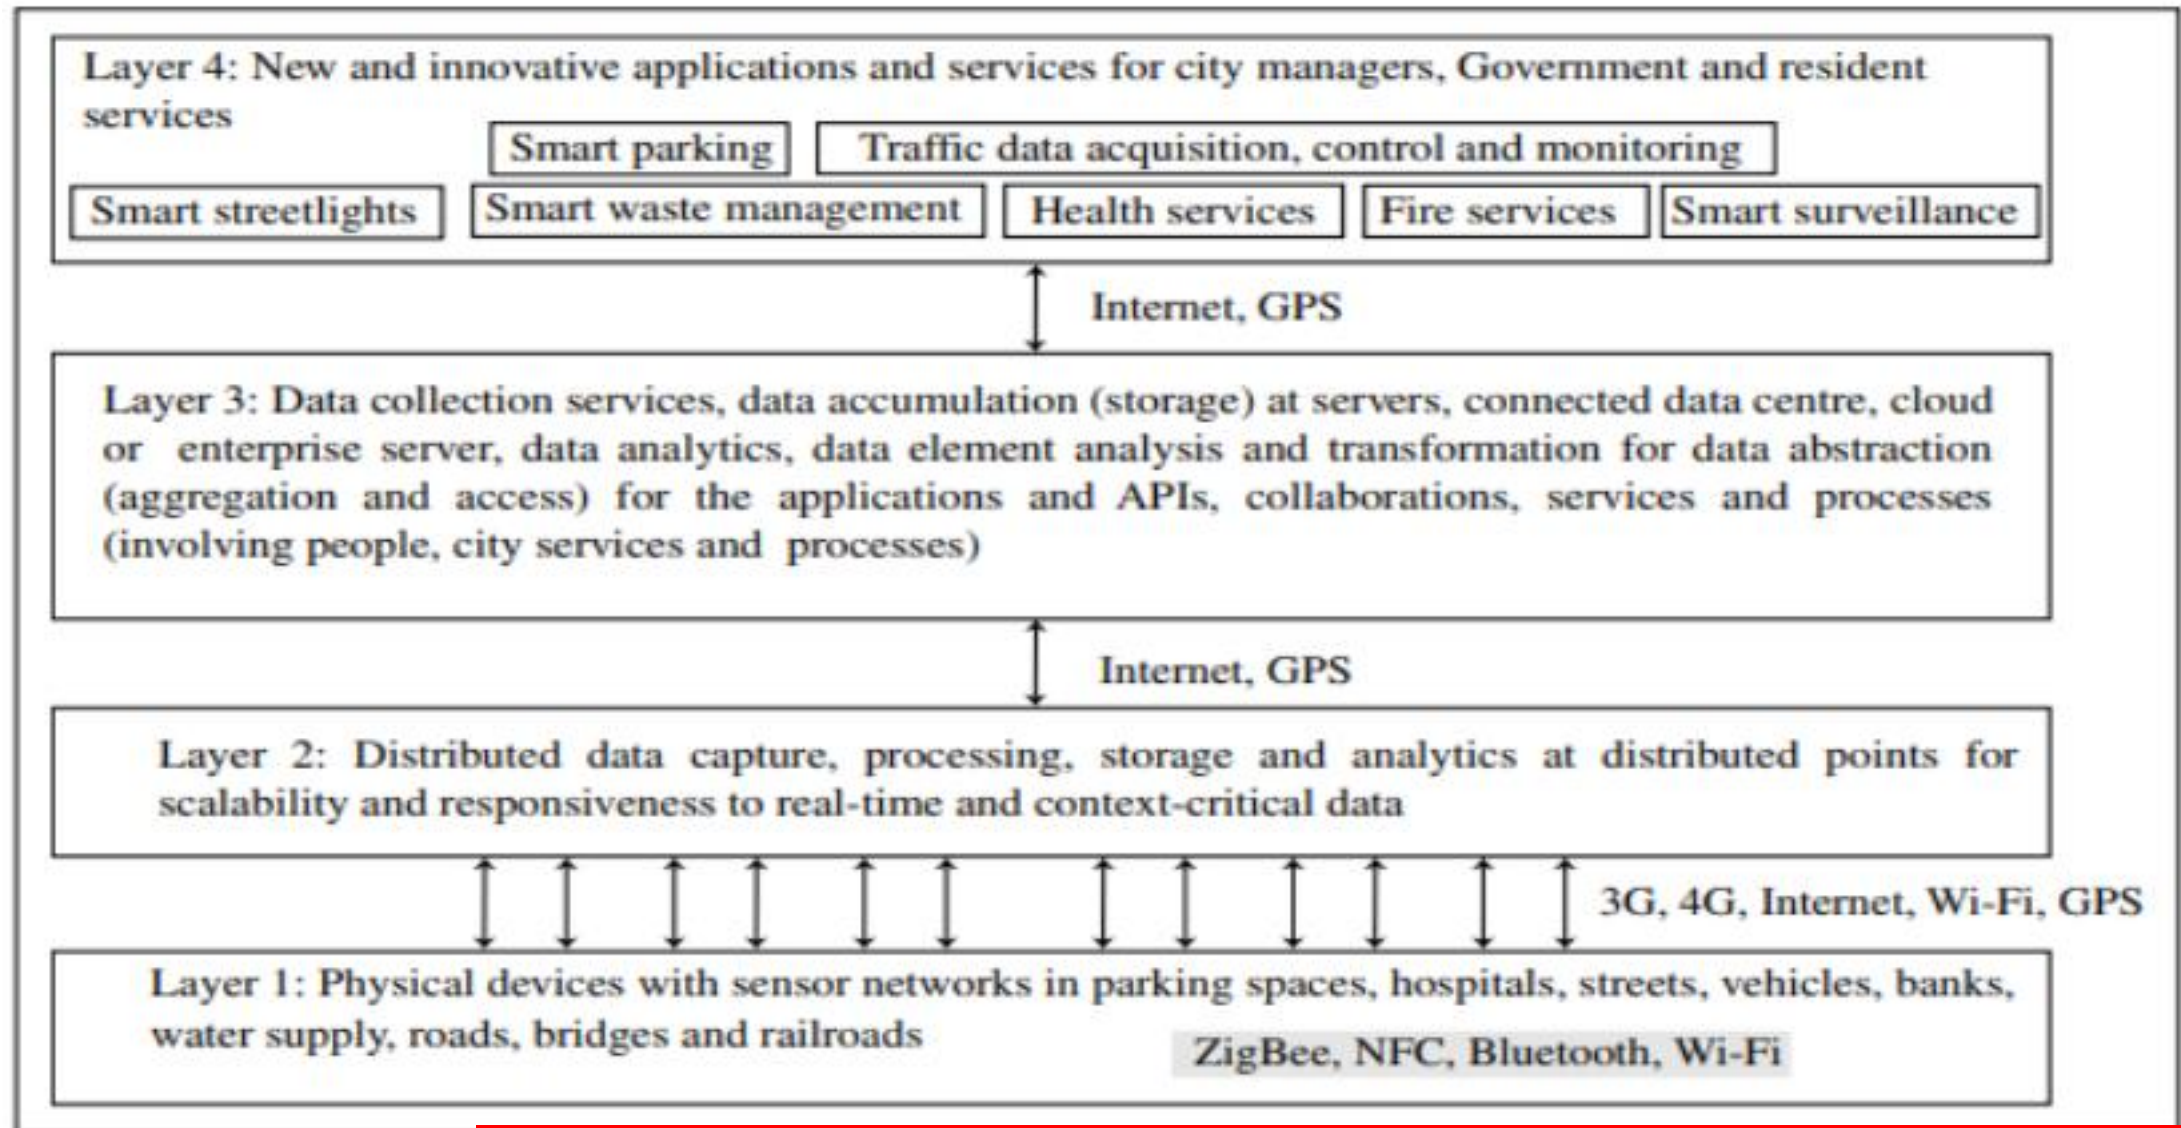 Layer 4: New and innovative applications and services for city managers, Government and resident
services
Smart parking
Traffic data acquisition, control and monitoring
Smart streetlights
Smart waste management
Health services
Fire services
Smart surveillance
Internet, GPS
Layer 3: Data collection services, data accumulation (storage) at servers, connected data centre, cloud
or enterprise server, data analytics, data element analysis and transformation for data abstraction
(aggregation and access) for the applications and APIs, collaborations, services and processes
(involving people, city services and processes)
Internet, GPS
Layer 2: Distributed data capture, processing, storage and analytics at distributed points for
scalability and responsiveness to real-time and context-critical data
3G, 4G, Internet, Wi-Fi, GPS
Layer 1: Physical devices with sensor networks in parking spaces, hospitals, streets, vehicles, banks,
water supply, roads, bridges and railroads
ZigBee, NFC, Bluetooth, Wi-Fi